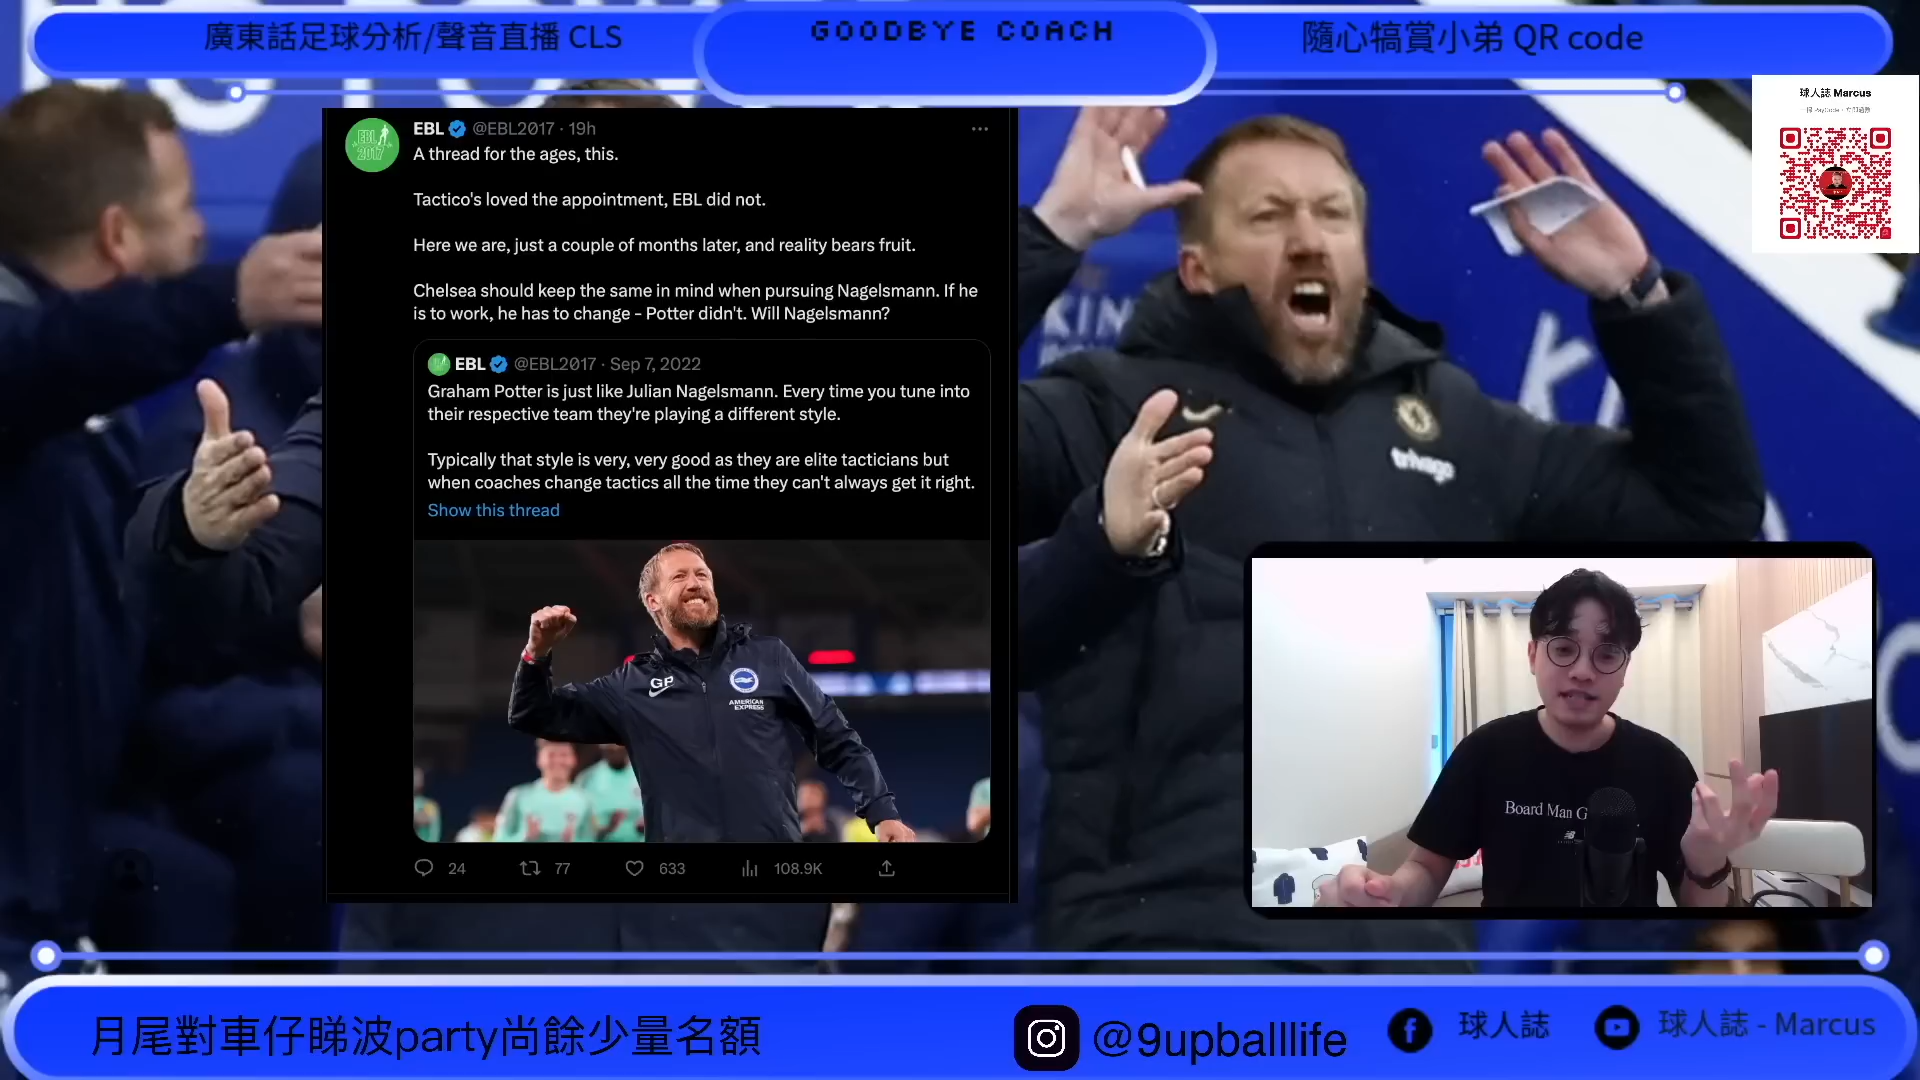 廣東話足球分析/聲音直播 CLS
GOODBYE COACH
隨心犒賞小弟 QR code
球人誌 Marcus
EBL @EBL2017 · 19h
A thread for the ages, this.
Tactico's loved the appointment, EBL did not.
Here we are, just a couple of months later, and reality bears fruit.
Chelsea should keep the same in mind when pursuing Nagelsmann. If he
is to work, he has to change - Potter didn't. Will Nagelsmann?
EBL @EBL2017 · Sep 7, 2022
Graham Potter is just like Julian Nagelsmann. Every time you tune into
their respective team they're playing a different style.
Typically that style is very, very good as they are elite tacticians but
when coaches change tactics all the time they can't always get it right.
Show this thread
GP
AMERICAN
EXPRESS
24 77 633 108.9K
EBL
2017
KIN
trivago
Board Man G
月尾對車仔睇波party尚餘少量名額
@9upballlife
球人誌
球人誌 - Marcus